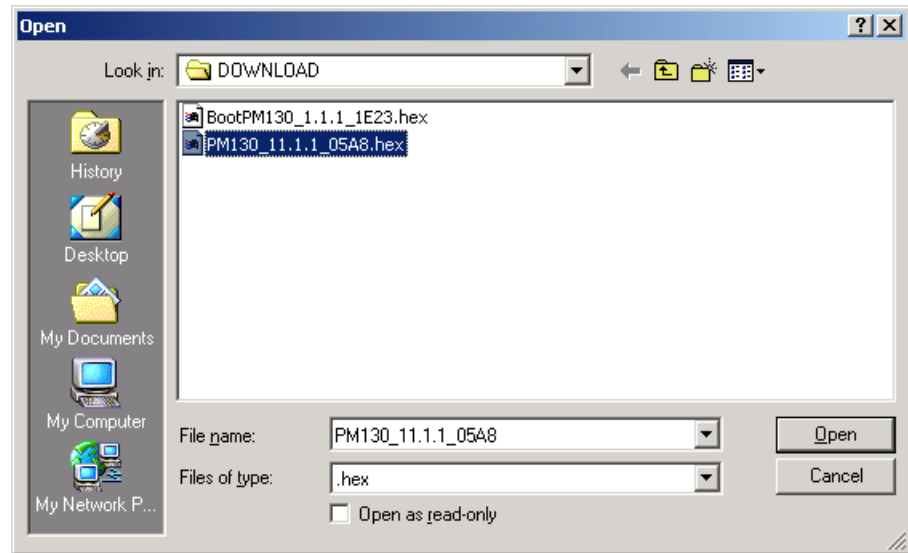 Open
Look in:
DOWNLOAD
BootPM130_1.1.1_1E23.hex
PM130_11.1.1_05A8.hex
History
Desktop
My Documents
My Computer
My Network P...
File name:
PM130_11.1.1_05A8
Open
Files of type:
.hex
Cancel
Open as read-only